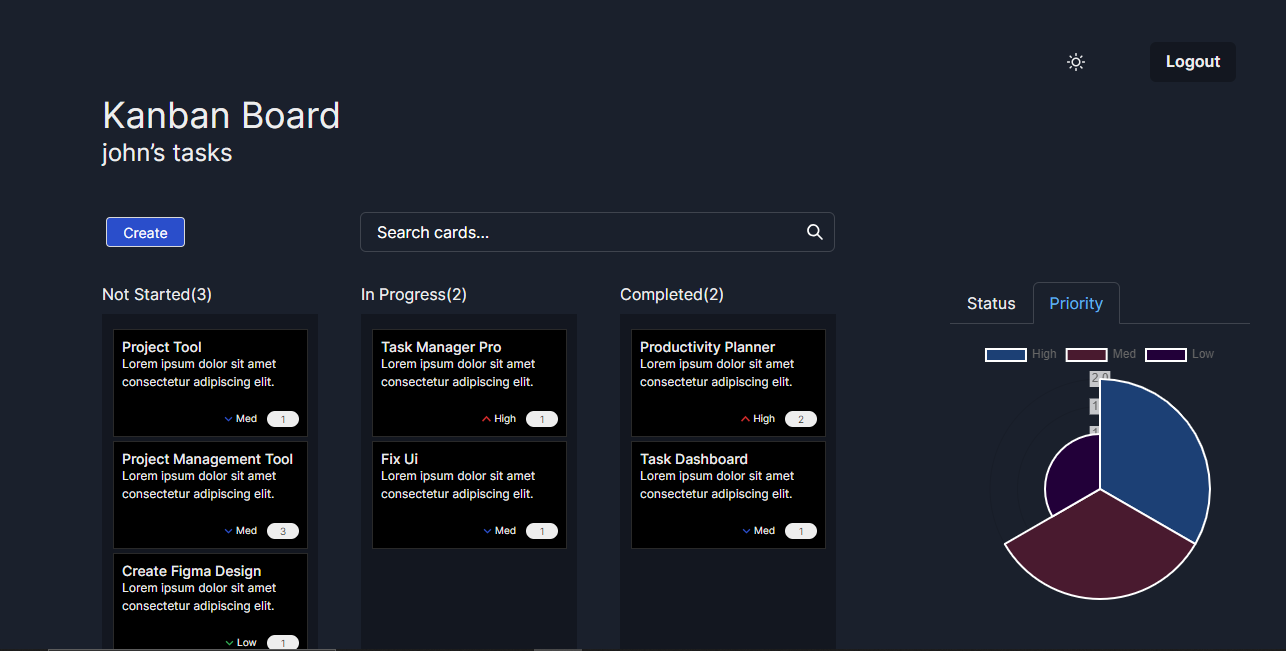 Logout
Kanban Board
john’s tasks
Create
Search cards...
Not Started(3)
Project Tool
Lorem ipsum dolor sit amet
consectetur adipiscing elit.
Med 1
Project Management Tool
Lorem ipsum dolor sit amet
consectetur adipiscing elit.
Med 3
Create Figma Design
Lorem ipsum dolor sit amet
consectetur adipiscing elit.
Low 1
In Progress(2)
Task Manager Pro
Lorem ipsum dolor sit amet
consectetur adipiscing elit.
High 1
Fix Ui
Lorem ipsum dolor sit amet
consectetur adipiscing elit.
Med 1
Completed(2)
Productivity Planner
Lorem ipsum dolor sit amet
consectetur adipiscing elit.
High 2
Task Dashboard
Lorem ipsum dolor sit amet
consectetur adipiscing elit.
Med 1
Status Priority
High Med Low